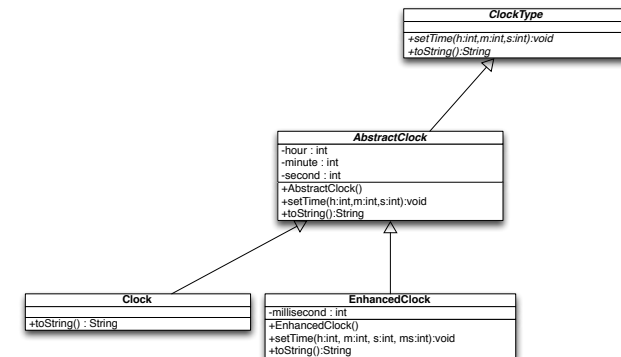 ClockType
+setTime(h:int,m:int,s:int):void
+toString():String
AbstractClock
-hour : int
-minute : int
-second : int
+AbstractClock()
+setTime(h:int,m:int,s:int):void
+toString():String
Clock
+toString() : String
EnhancedClock
-millisecond : int
+EnhancedClock()
+setTime(h:int, m:int, s:int, ms:int):void
+toString():String